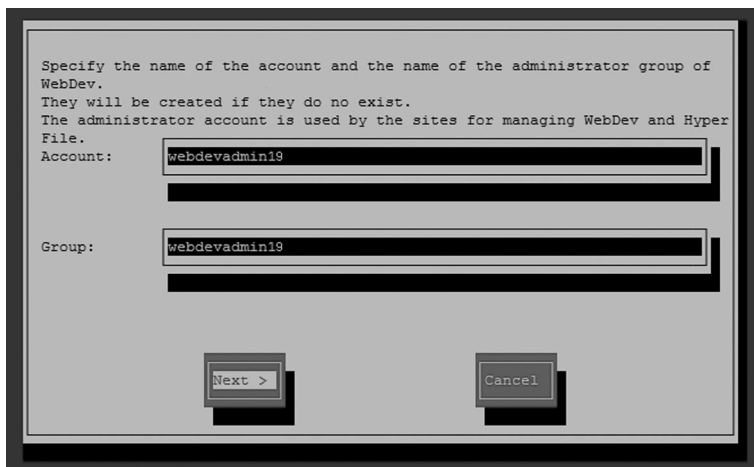 Specify the name of the account and the name of the administrator group of
WebDev.
They will be created if they do no exist.
The administrator account is used by the sites for managing WebDev and Hyper
File.
Account: webdevadmin19
Group: webdevadmin19
Next > Cancel